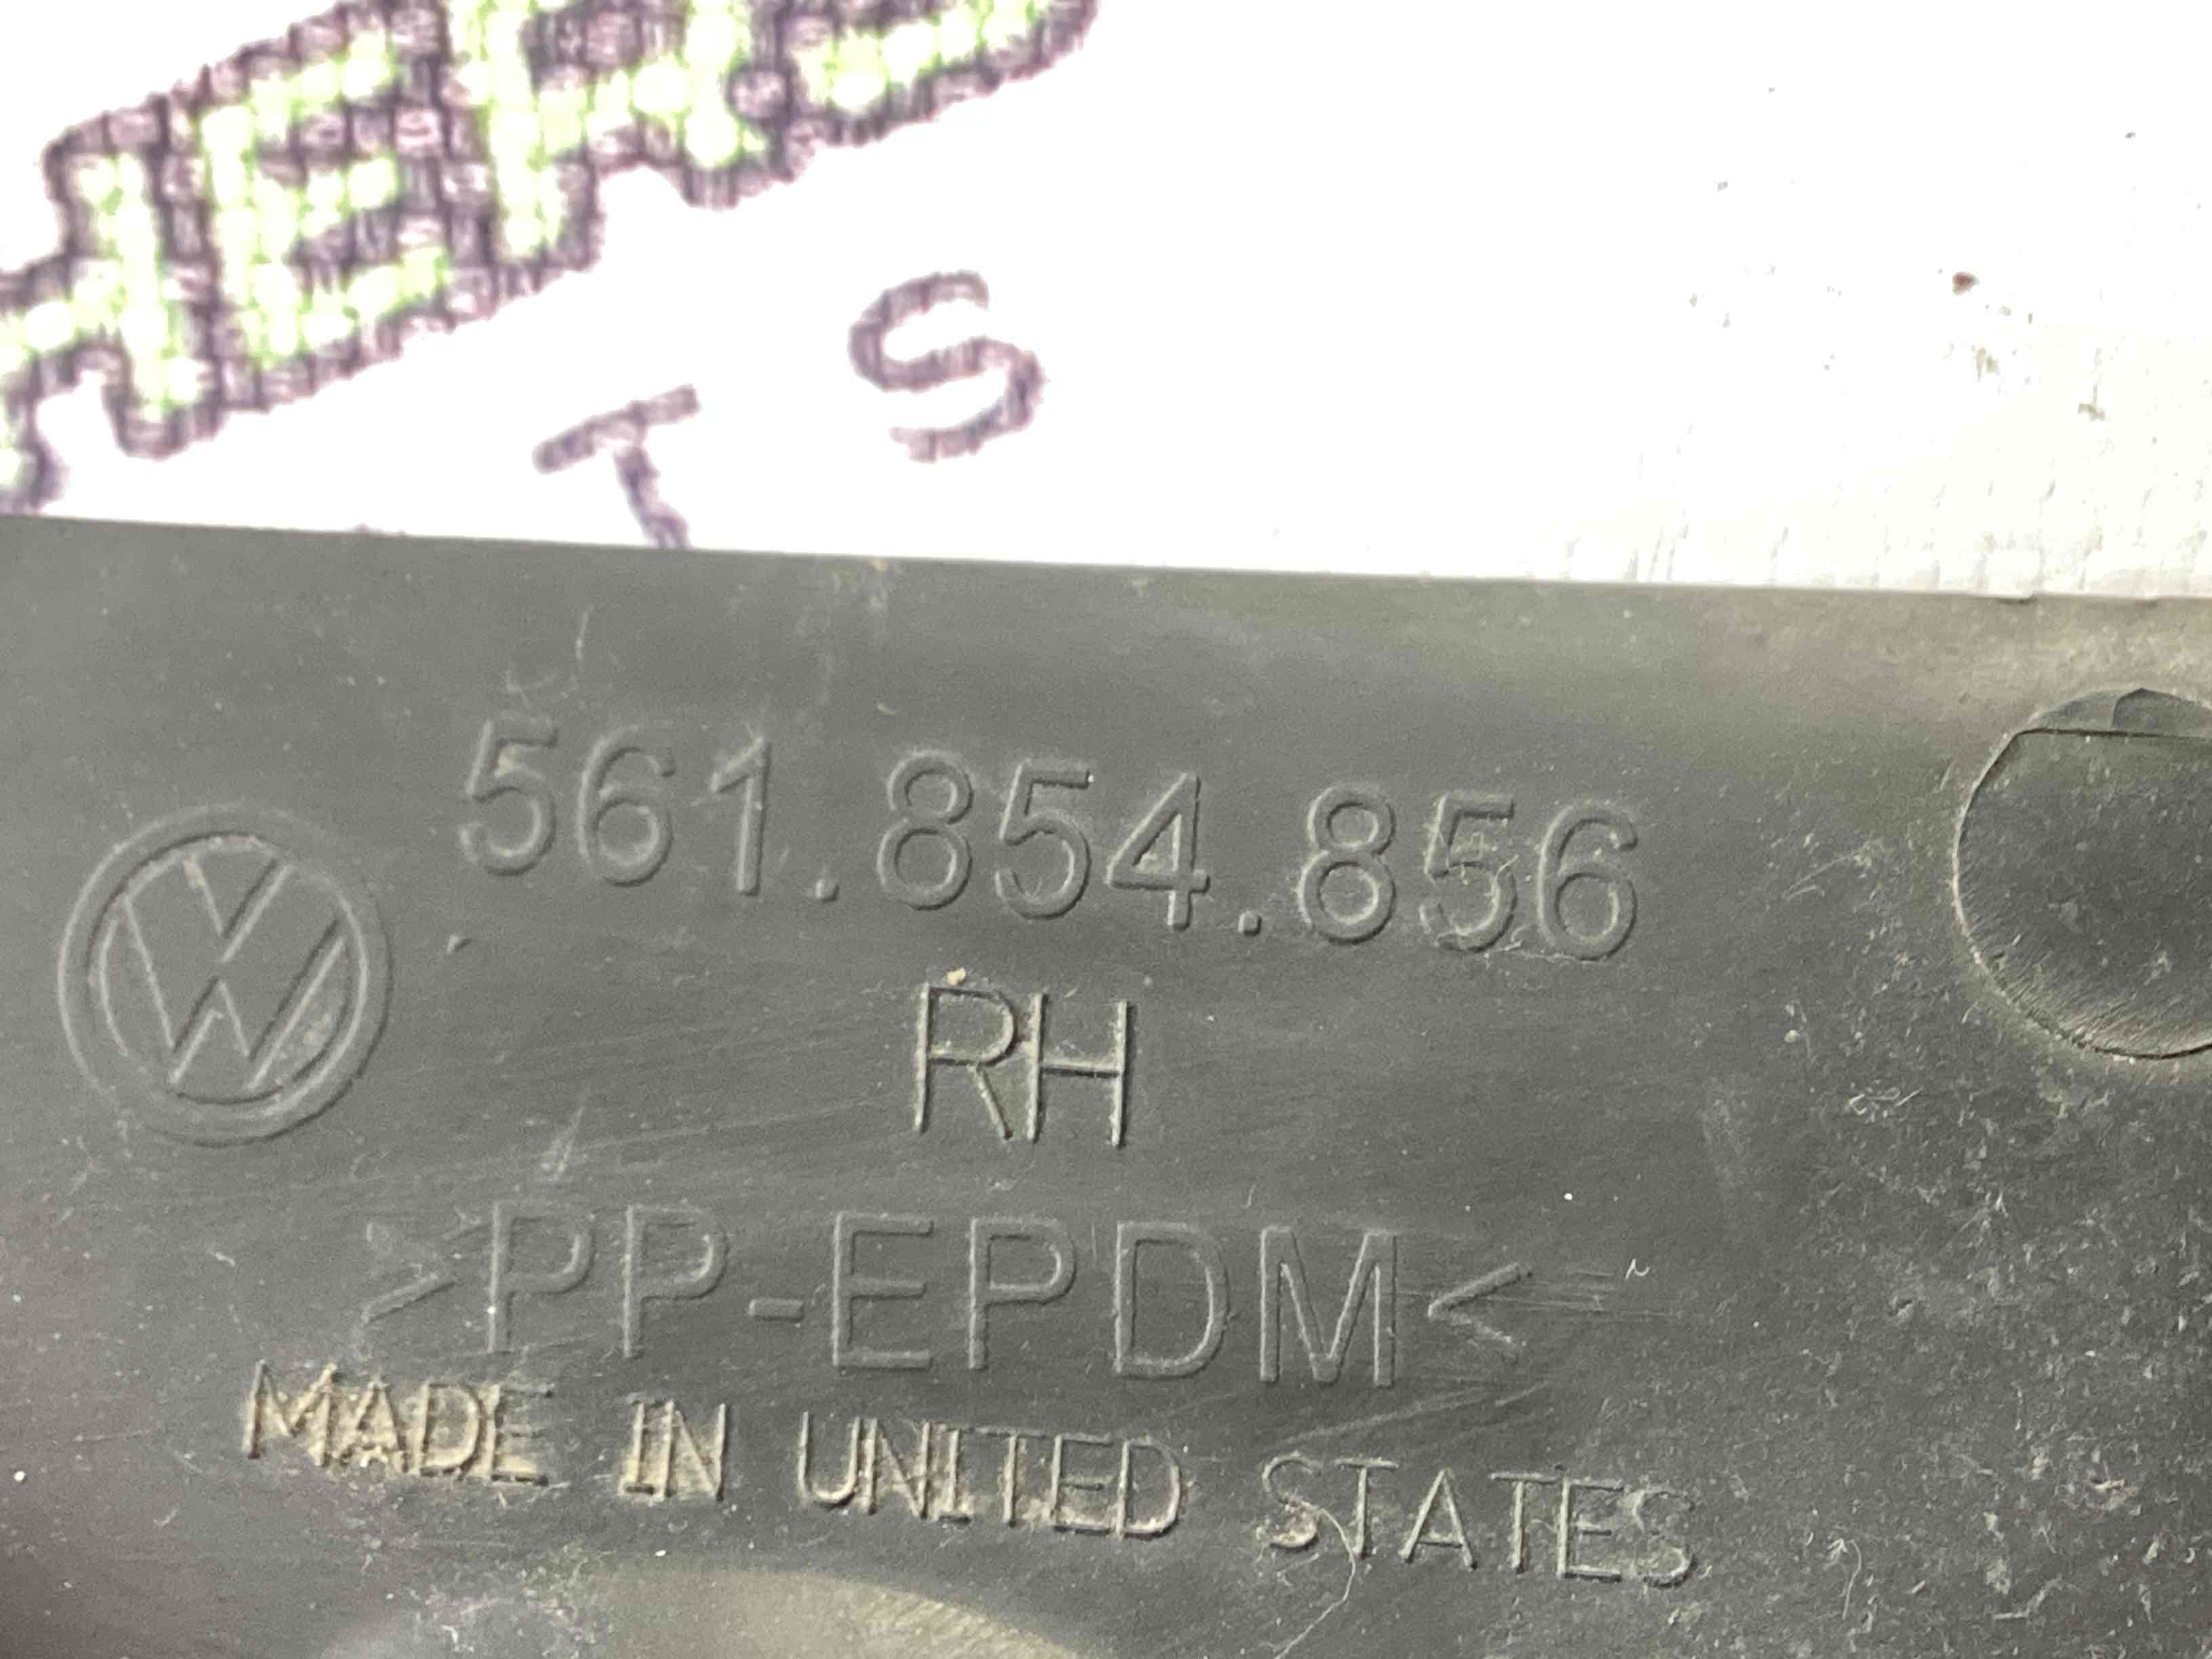 T S
561.854.856
RH
>PP-EPDM<
MADE IN UNITED STATES